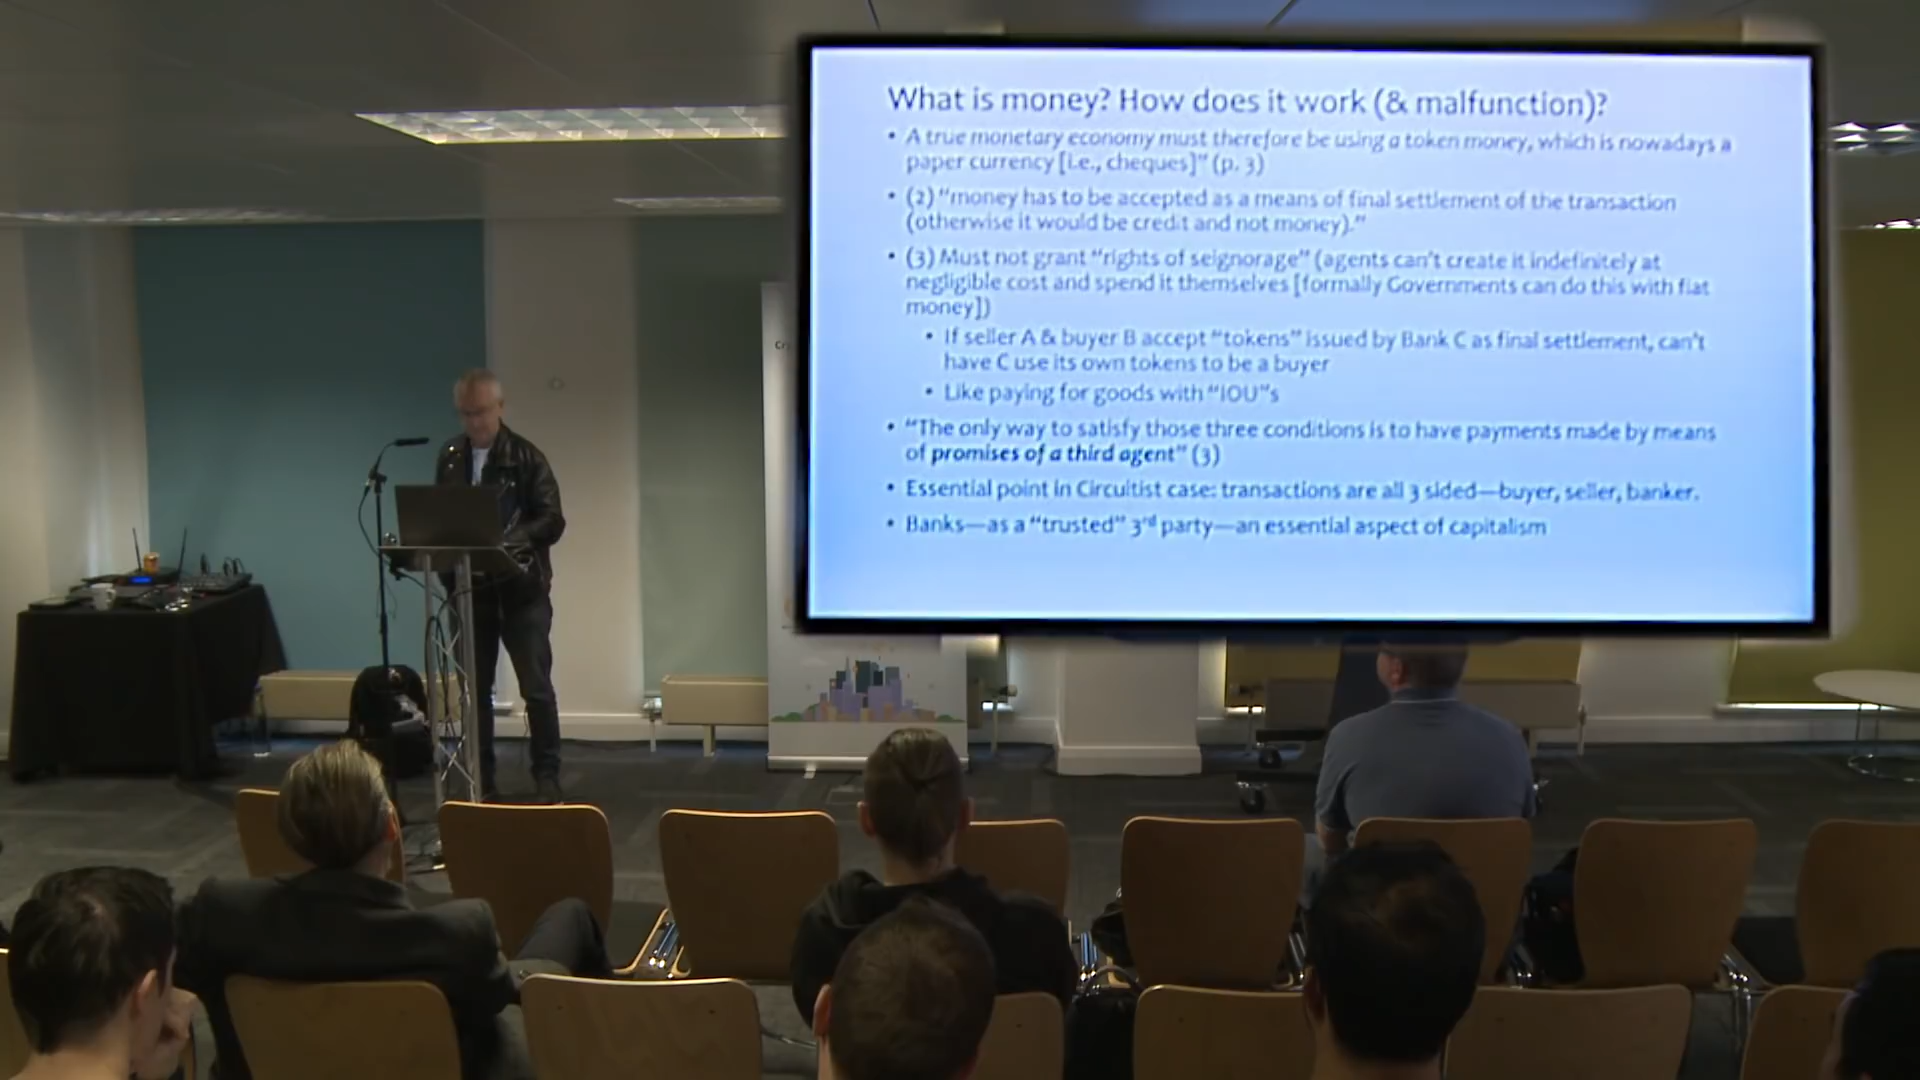 What is money? How does it work (& malfunction)?
• A true monetary economy must therefore be using a token money, which is nowadays a
paper currency [i.e., cheques]" (p. 3)
• (2) "money has to be accepted as a means of final settlement of the transaction
(otherwise it would be credit and not money)."
• (3) Must not grant "rights of seignorage" (agents can't create it indefinitely at
negligible cost and spend it themselves [formally Governments can do this with fiat
money])
• If seller A & buyer B accept "tokens" issued by Bank C as final settlement, can't
have C use its own tokens to be a buyer
• Like paying for goods with "IOU"s
• "The only way to satisfy those three conditions is to have payments made by means
of promises of a third agent" (3)
• Essential point in Circuitist case: transactions are all 3 sided—buyer, seller, banker.
• Banks—as a "trusted" 3rd party—an essential aspect of capitalism